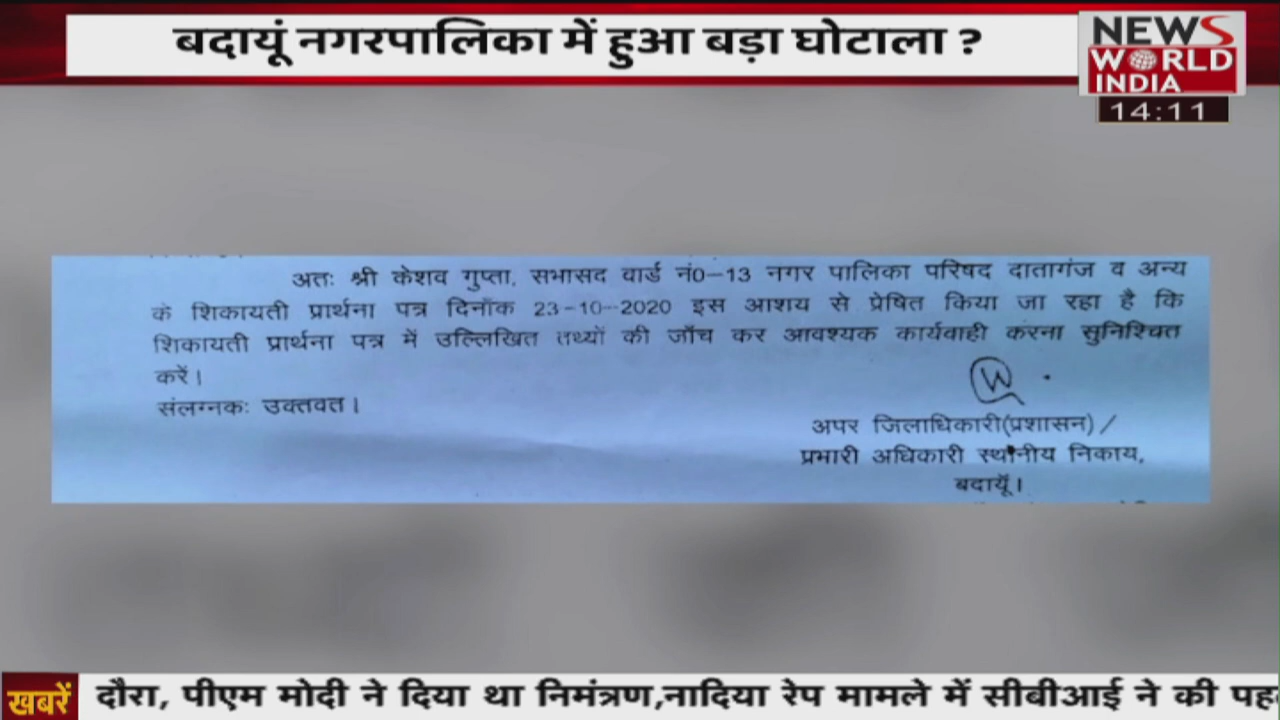 बदायूं नगरपालिका में हुआ बड़ा घोटाला ?
NEWS
WORLD
INDIA
14:11
अतः श्री केशव गुप्ता, सभासद वार्ड नं0-13 नगर पालिका परिषद दातागंज व अन्य
के शिकायती प्रार्थना पत्र दिनॉक 23-10-2020 इस आशय से प्रेषित किया जा रहा है कि
शिकायती प्रार्थना पत्र में उल्लिखित तथ्यों की जॉंच कर आवश्यक कार्यवाही करना सुनिश्चित
करें।
संलग्नकः उक्तवत।
अपर जिलाधिकारी(प्रशासन) /
प्रभारी अधिकारी स्थानीय निकाय,
बदायूँ।
खबरें
दौरा, पीएम मोदी ने दिया था निमंत्रण,नादिया रेप मामले में सीबीआई ने की